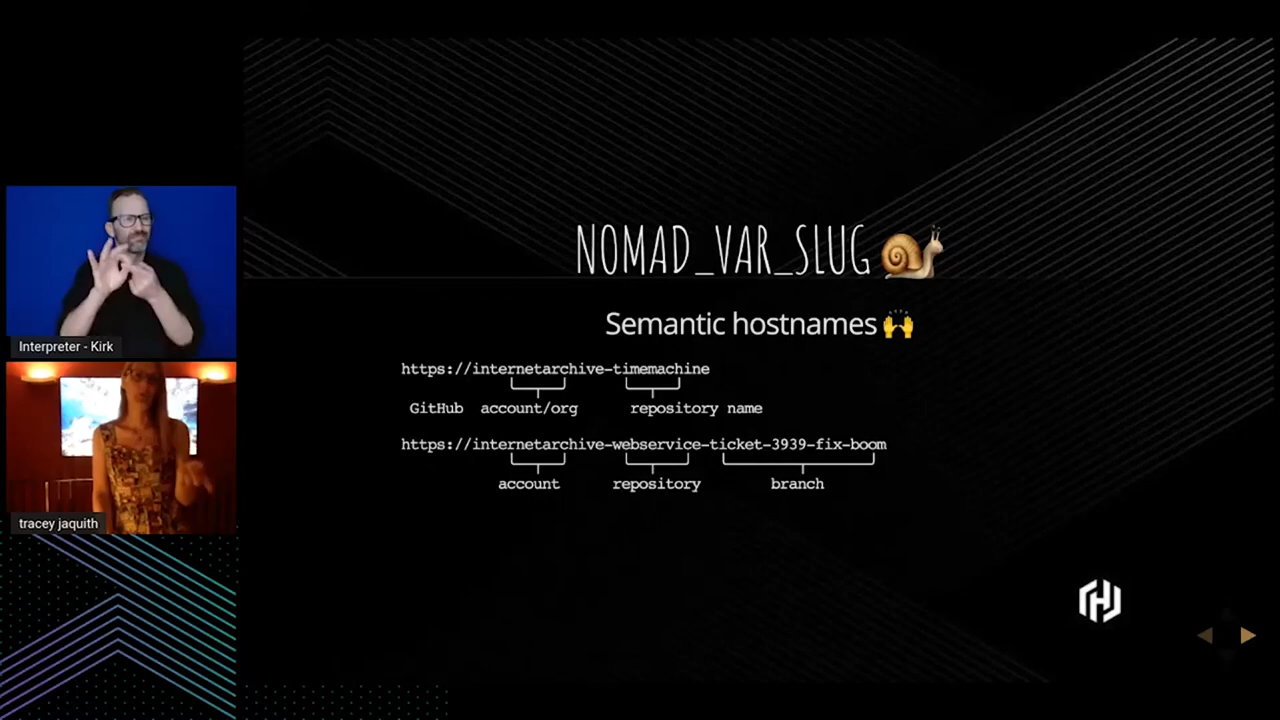 NOMAD_VAR_SLUG 🐌
Semantic hostnames 🙌
https://internetarchive-timemachine
GitHub account/org repository name
https://internetarchive-webservice-ticket-3939-fix-boom
account repository branch
Interpreter - Kirk
tracey jaquith